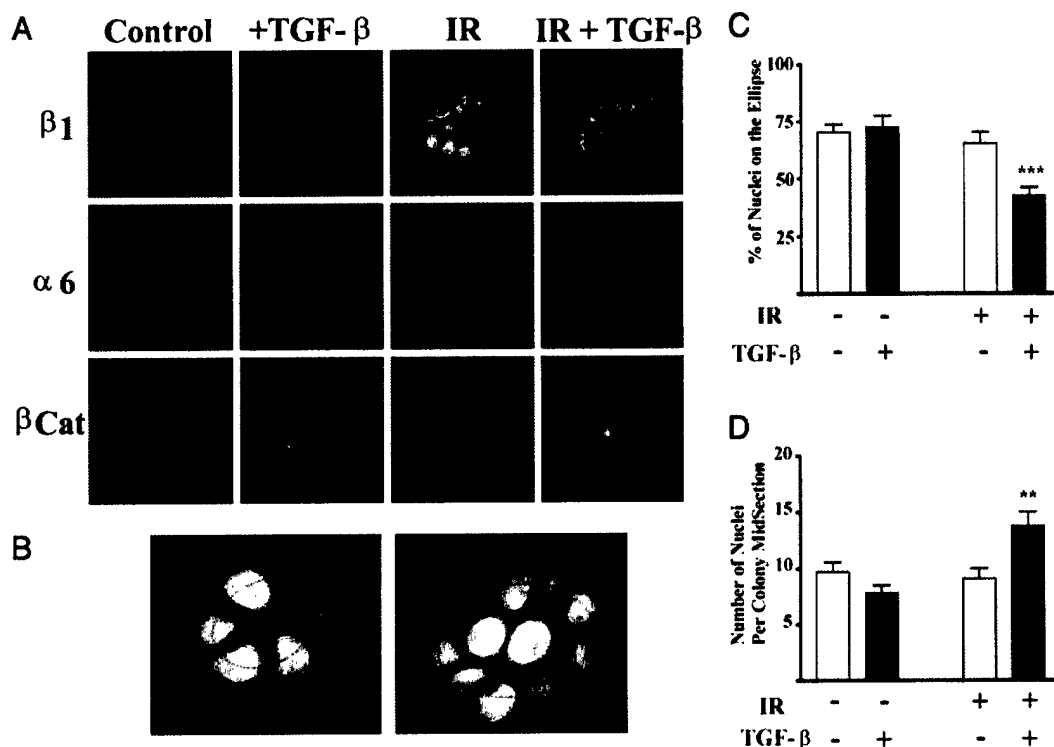 A
Control +TGF-β IR IR + TGF-β
β1
α6
βCat
B
C
% of Nuclei on the Ellipse
100
75
50
25
***
IR - - + +
TGF-β - + - +
D
Number of Nuclei
Per Colony MidSection
20
15
10
5
**
IR - - + +
TGF-β - + - +